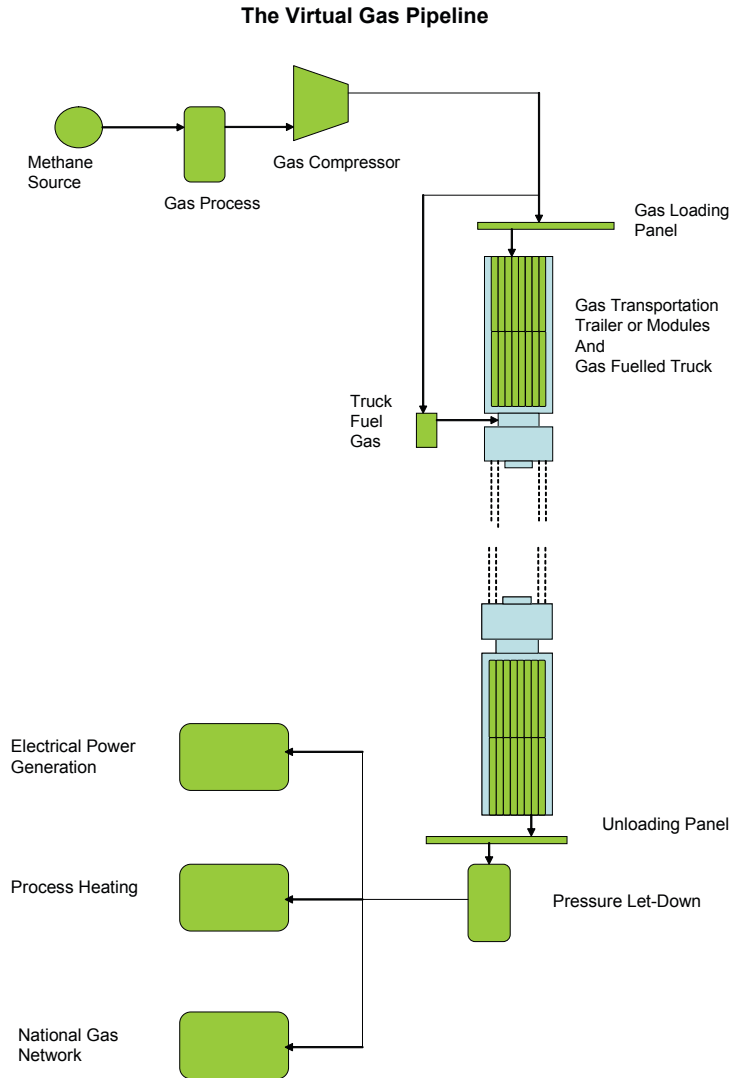 The Virtual Gas Pipeline
Methane
Source
Gas Process
Gas Compressor
Gas Loading
Panel
Gas Transportation
Trailer or Modules
And
Gas Fuelled Truck
Truck
Fuel
Gas
Electrical Power
Generation
Unloading Panel
Process Heating
Pressure Let-Down
National Gas
Network